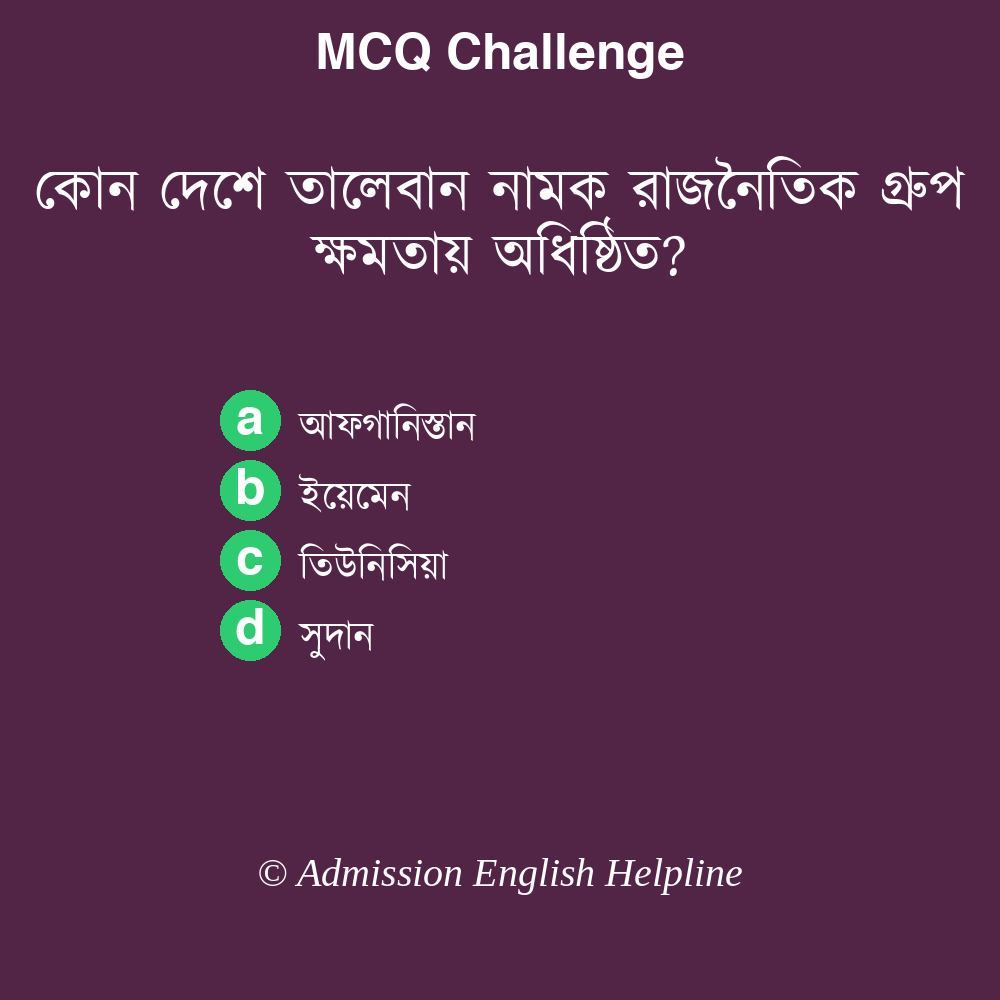 MCQ Challenge
কোন দেশে তালেবান নামক রাজনৈতিক গ্রুপ
ক্ষমতায় অধিষ্ঠিত?
a আফগানিস্তান
b ইয়েমেন
c তিউনিসিয়া
d সুদান
© Admission English Helpline